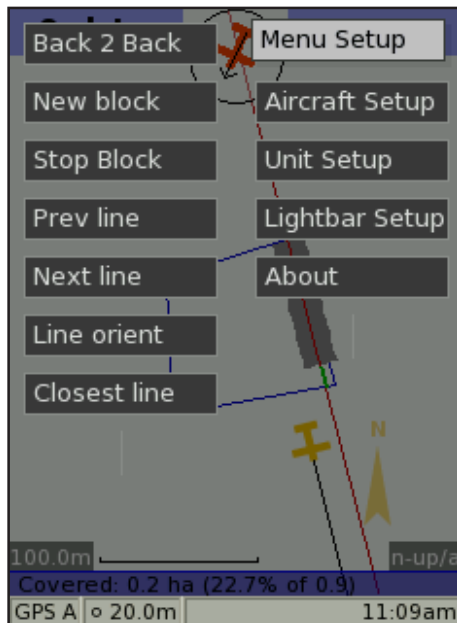 Back 2 Back
Menu Setup
New block
Aircraft Setup
Stop Block
Unit Setup
Prev line
Lightbar Setup
Next line
About
Line orient
Closest line
N
100.0m
n-up/a
Covered: 0.2 ha (22.7% of 0.9)
GPS A
20.0m
11:09am